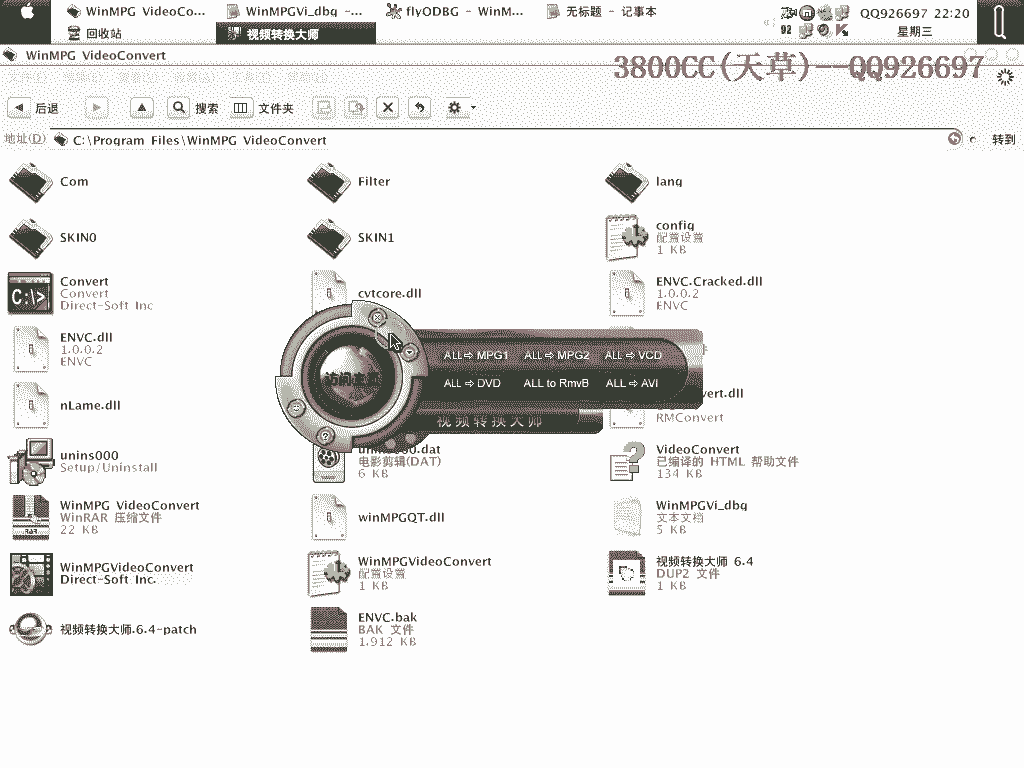 WinMPG VideoCo...
WinMPGVi_dbg -...
flyODBG - WinM...
无标题 - 记事本
QQ926697 22:20
回收站
视频转换大师
92
星期三
WinMPG VideoConvert
3800CC(天草)--QQ926697
后退
搜索
文件夹
地址(D)
C:\Program Files\WinMPG VideoConvert
转到
Com
Filter
lang
SKIN0
SKIN1
config
配置设置
1 KB
Convert
Convert
Direct-Soft Inc
cvtcore.dll
ENVC.Cracked.dll
1.0.0.2
ENVC
ENVC.dll
1.0.0.2
ENVC
ALL⇨MPG1
ALL⇨MPG2
ALL⇨VCD
ALL⇨DVD
ALL to RmvB
ALL⇨AVI
视频转换大师
nLame.dll
vert.dll
RMConvert
unins000
Setup/Uninstall
电影剪辑(DAT)
6 KB
VideoConvert
已编译的 HTML 帮助文件
134 KB
WinMPG VideoConvert
WinRAR 压缩文件
22 KB
winMPGQT.dll
WinMPGVi_dbg
文本文档
5 KB
WinMPGVideoConvert
Direct-Soft Inc.
WinMPGVideoConvert
配置设置
1 KB
视频转换大师 6.4
DUP2 文件
1 KB
视频转换大师.6.4-patch
ENVC.bak
BAK 文件
1,912 KB